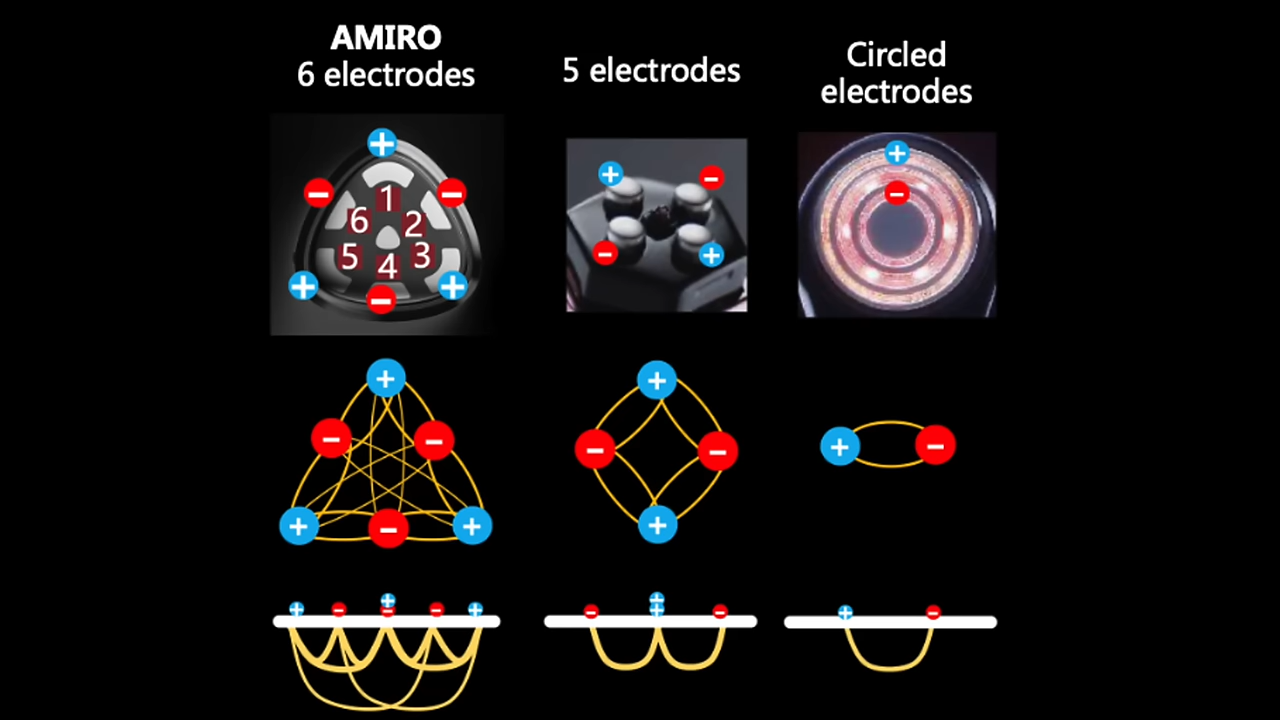 AMIRO
6 electrodes
5 electrodes
Circled
electrodes
+
− −
1
6 2
5 3
4
+ +
−
+ −
− +
+
−
+
− −
+ − +
+
− −
+
+ −
+ − + − − +
− + + −
+ −